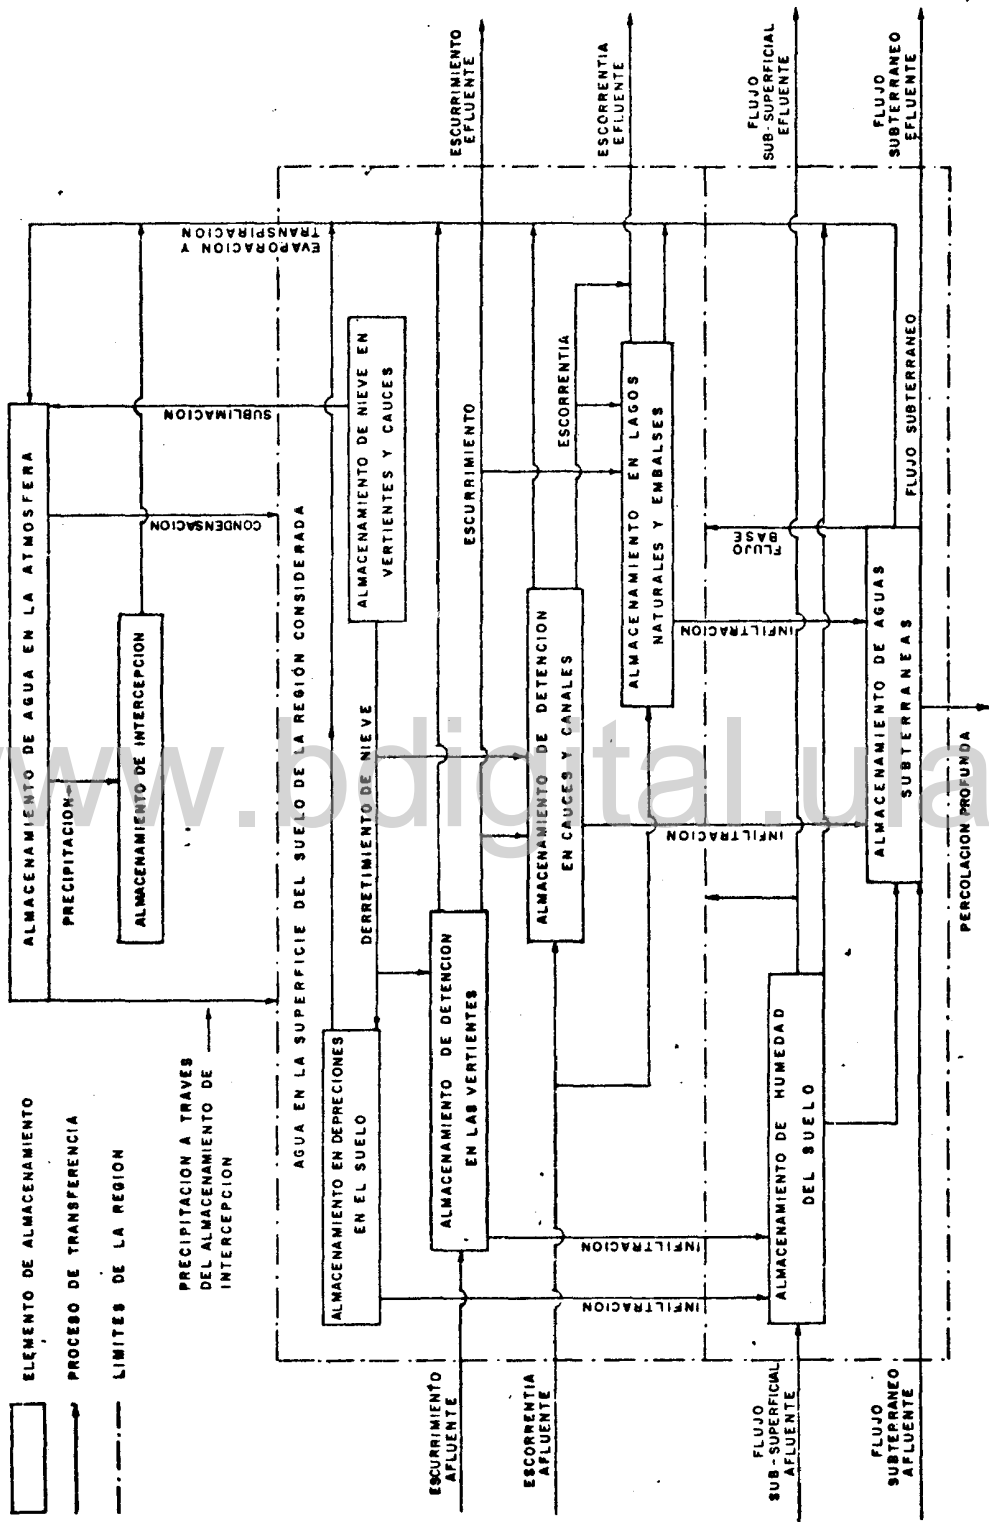 ELEMENTO DE ALMACENAMIENTO
PROCESO DE TRANSFERENCIA
LIMITES DE LA REGION
PRECIPITACION A TRAVES
DEL ALMACENAMIENTO DE
INTERCEPCION
ALMACENAMIENTO DE AGUA EN LA ATMOSFERA
PRECIPITACION
ALMACENAMIENTO DE INTERCEPCION
CONDENSACION
SUBLIMACION
EVAPORACION Y
TRANSPIRACION
AGUA EN LA SUPERFICIE DEL SUELO DE LA REGIÓN CONSIDERADA
ALMACENAMIENTO EN DEPRECIONES
EN EL SUELO
DERRETIMIENTO DE NIEVE
ALMACENAMIENTO DE NIEVE EN
VERTIENTES Y CAUCES
ESCURRIMIENTO
AFLUENTE
ALMACENAMIENTO DE DETENCION
EN LAS VERTIENTES
ESCURRIMIENTO
ESCURRIMIENTO
EFLUENTE
ESCORRENTIA
AFLUENTE
ALMACENAMIENTO DE DETENCION
EN CAUCES Y CANALES
ESCORRENTIA
ALMACENAMIENTO EN LAGOS
NATURALES Y EMBALSES
ESCORRENTIA
EFLUENTE
INFILTRACION
INFILTRACION
INFILTRACION
INFILTRACION
FLUJO
BASE
FLUJO
SUB-SUPERFICIAL
AFLUENTE
ALMACENAMIENTO DE HUMEDAD
DEL SUELO
FLUJO
SUB-SUPERFICIAL
EFLUENTE
FLUJO
SUBTERRANEO
AFLUENTE
ALMACENAMIENTO DE AGUAS
SUBTERRANEAS
FLUJO SUBTERRANEO
FLUJO
SUBTERRANEO
EFLUENTE
PERCOLACION PROFUNDA
www.bdigital.ula